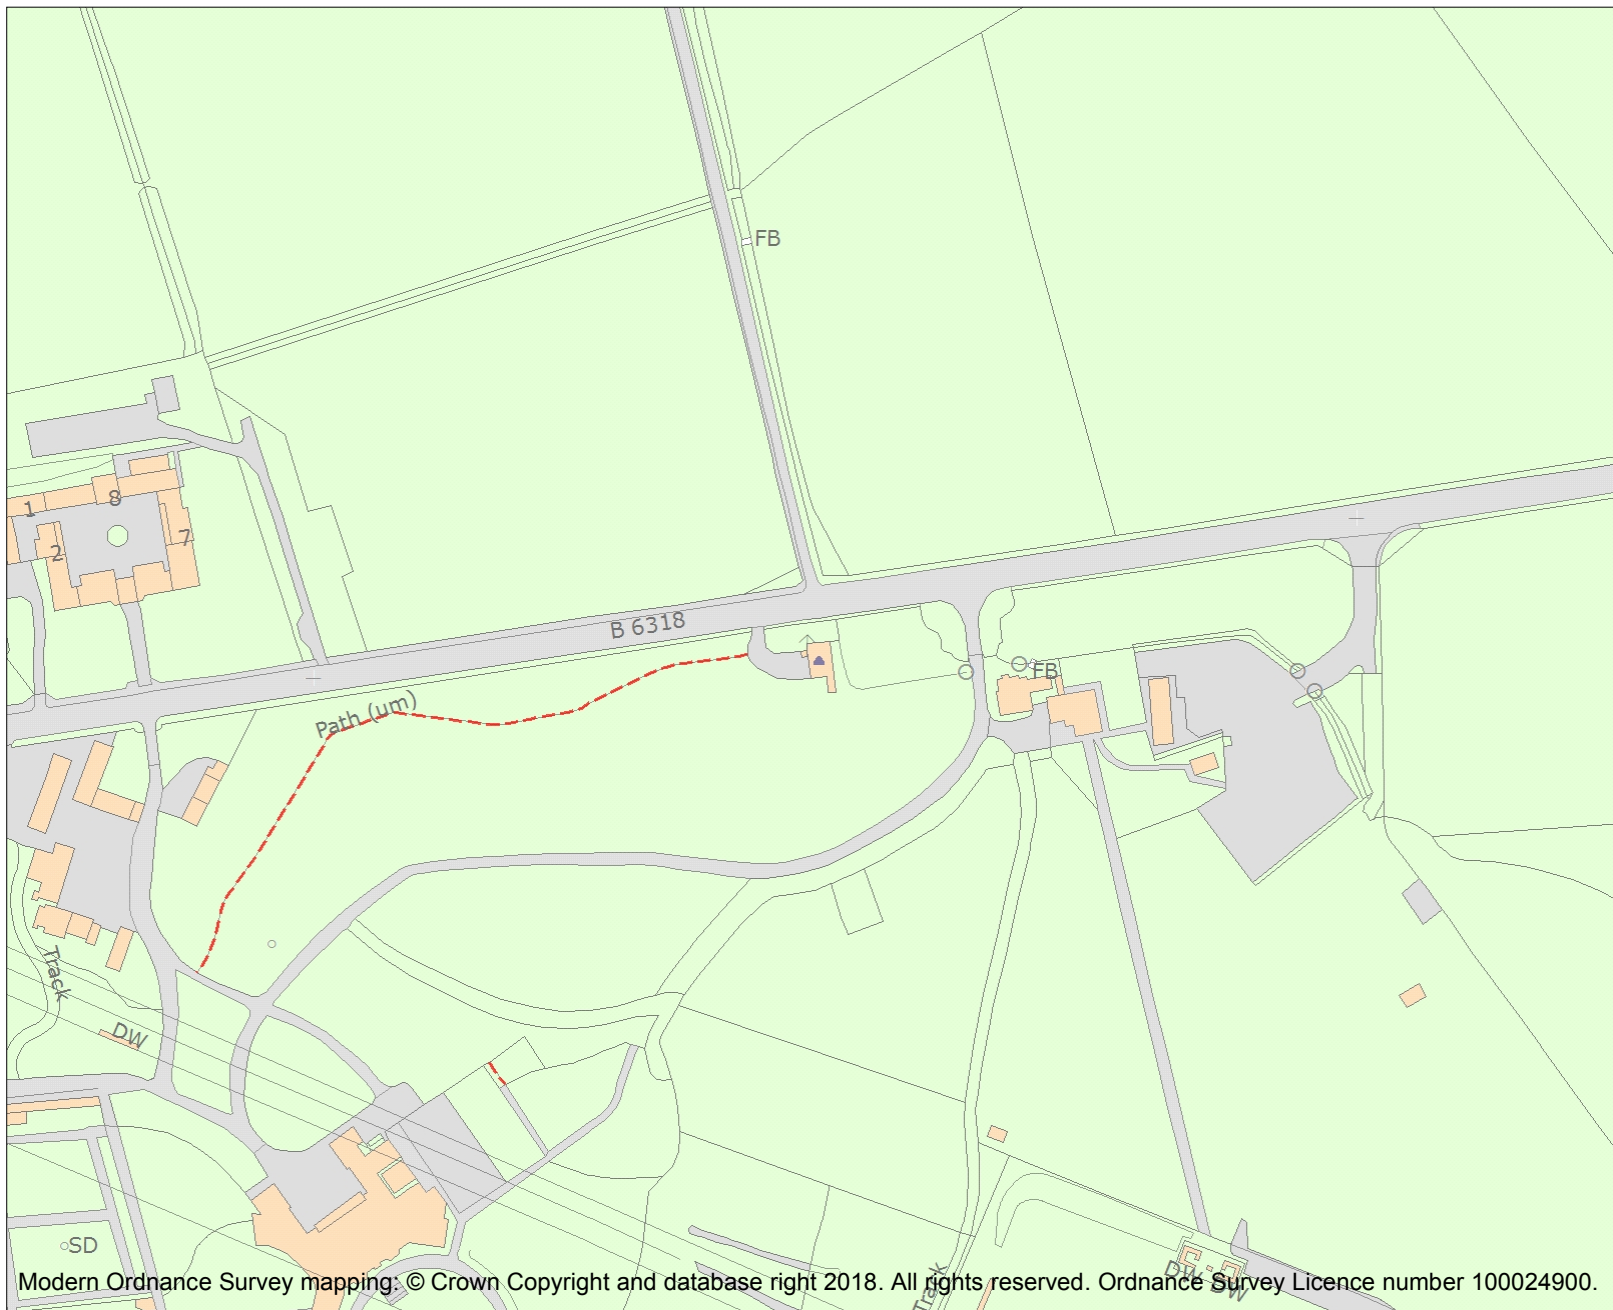 FB
1
8
2
7
B 6318
FB
Path (um)
Track
DW
SD
DW
DW
Track
Modern Ordnance Survey mapping: © Crown Copyright and database right 2018. All rights reserved. Ordnance Survey Licence number 100024900.